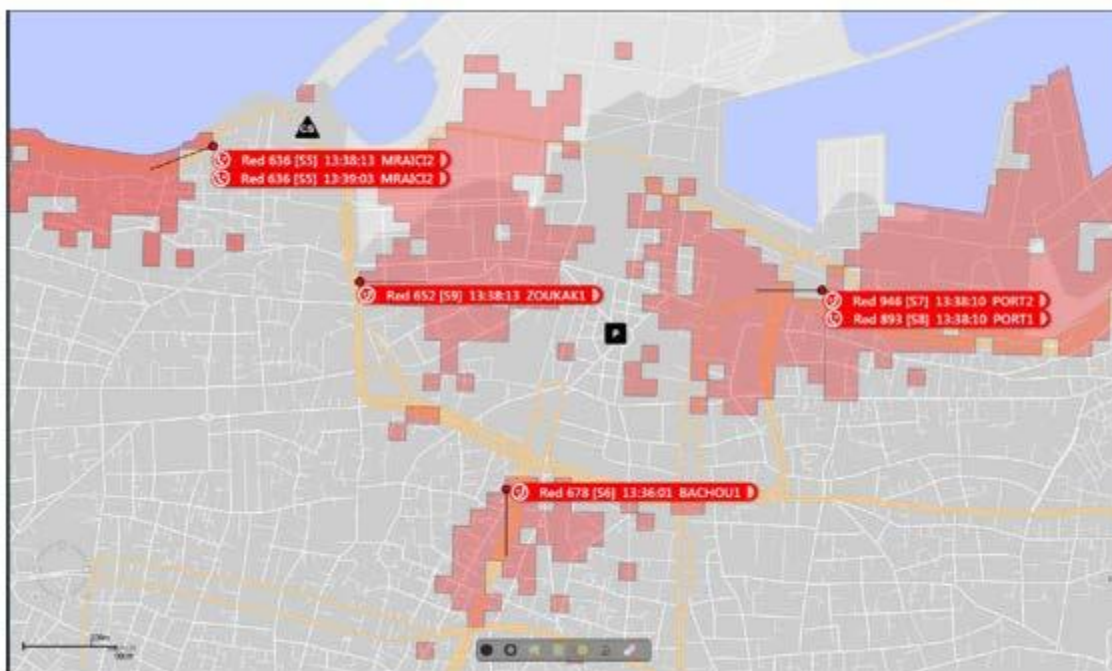 CS
Red 636 [S5] 13:38:13 MRAICI2
Red 636 [S5] 13:39:03 MRAICI2
Red 652 [S9] 13:38:13 ZOUKAK1
Red 946 [S7] 13:38:10 PORT2
Red 893 [S8] 13:38:10 PORT1
P
Red 678 [S6] 13:36:01 BACHOU1